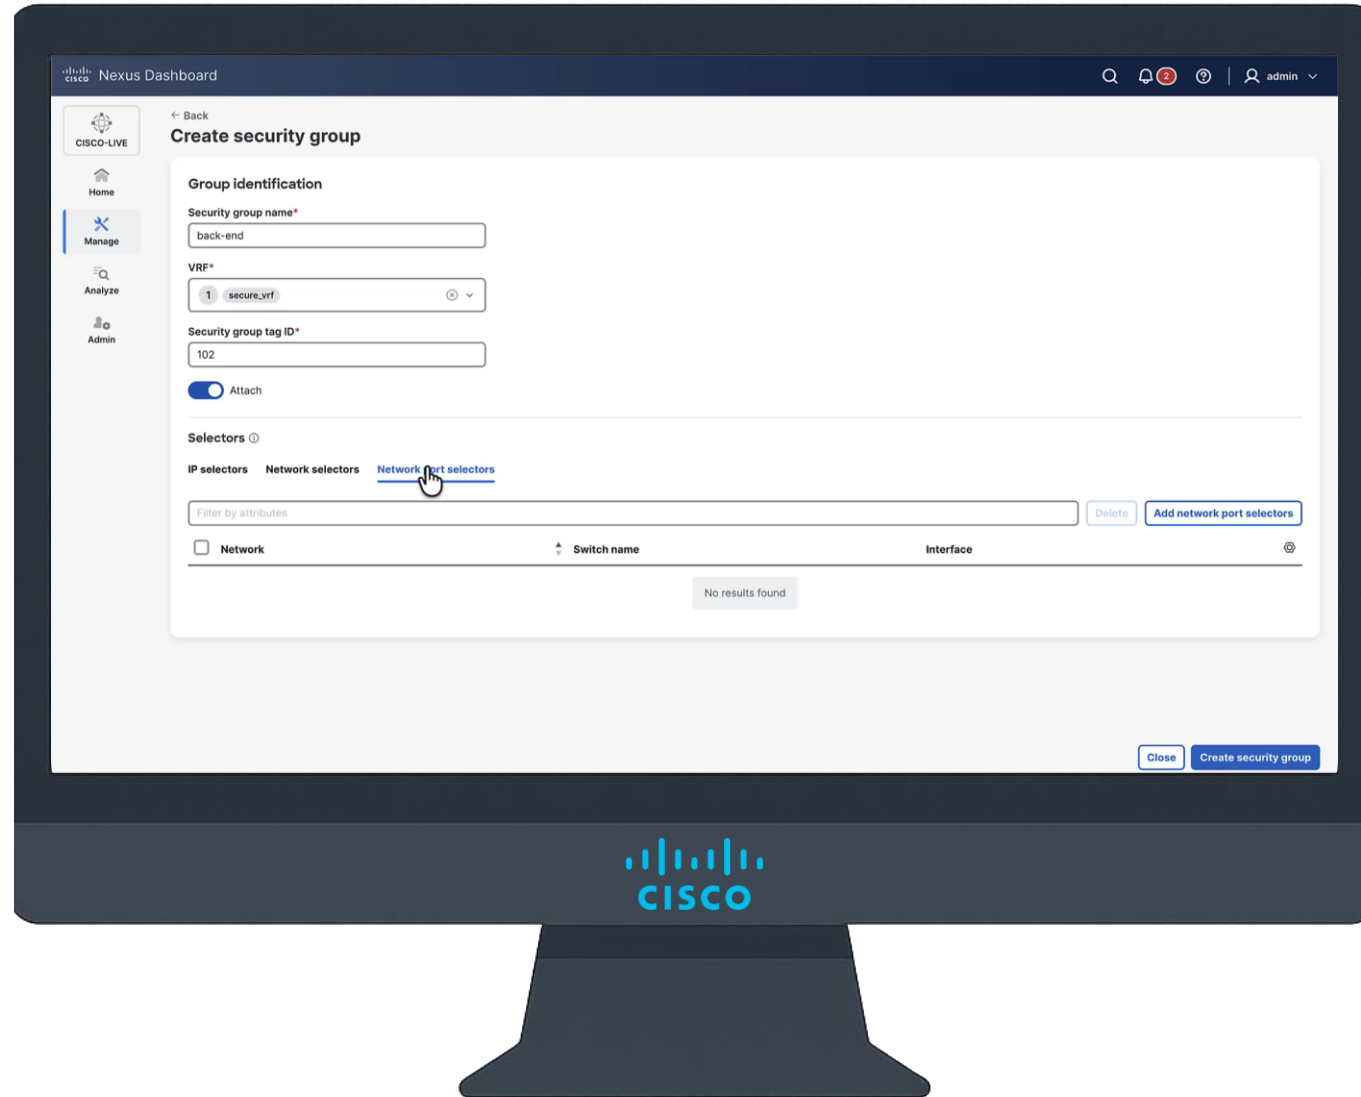 cisco Nexus Dashboard
2
admin
CISCO-LIVE
Home
Manage
Analyze
Admin
← Back
Create security group
Group identification
Security group name*
back-end
VRF*
1 secure_vrf
Security group tag ID*
102
Attach
Selectors
IP selectors Network selectors Network port selectors
Filter by attributes
Delete
Add network port selectors
Network Switch name Interface
No results found
Close
Create security group
CISCO